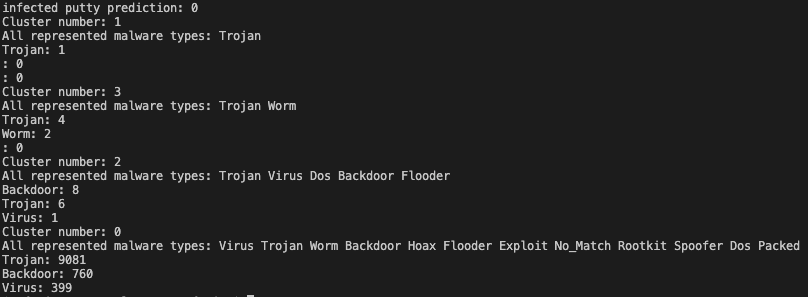 infected putty prediction: 0
Cluster number: 1
All represented malware types: Trojan
Trojan: 1
: 0
: 0
Cluster number: 3
All represented malware types: Trojan Worm
Trojan: 4
Worm: 2
: 0
Cluster number: 2
All represented malware types: Trojan Virus Dos Backdoor Flooder
Backdoor: 8
Trojan: 6
Virus: 1
Cluster number: 0
All represented malware types: Virus Trojan Worm Backdoor Hoax Flooder Exploit No_Match Rootkit Spoofer Dos Packed
Trojan: 9081
Backdoor: 760
Virus: 399